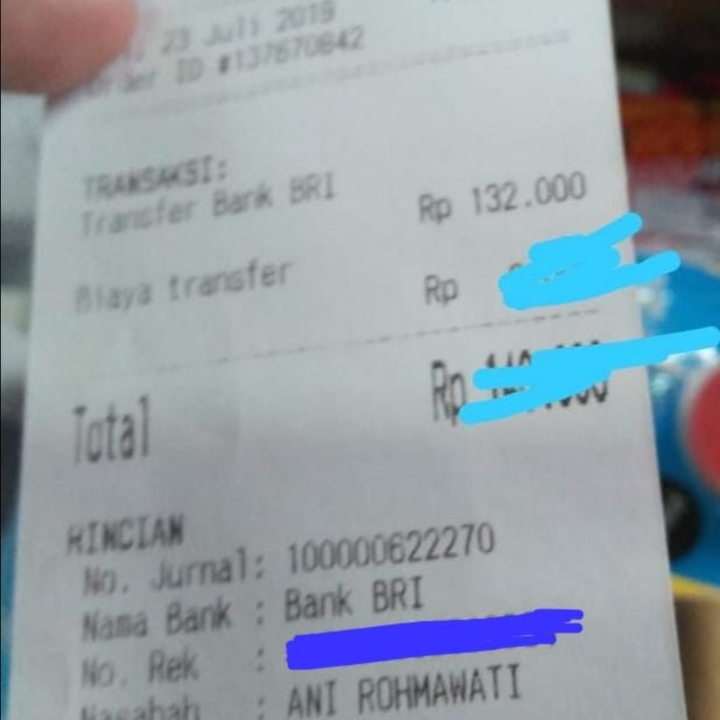 23 Juli 2019
Order ID #137670842
TRANSAKSI:
Transfer Bank BRI Rp 132.000
Biaya transfer Rp
Total Rp
RINCIAN
No. Jurnal: 100000622270
Nama Bank : Bank BRI
No. Rek :
Nasabah : ANI ROHMAWATI